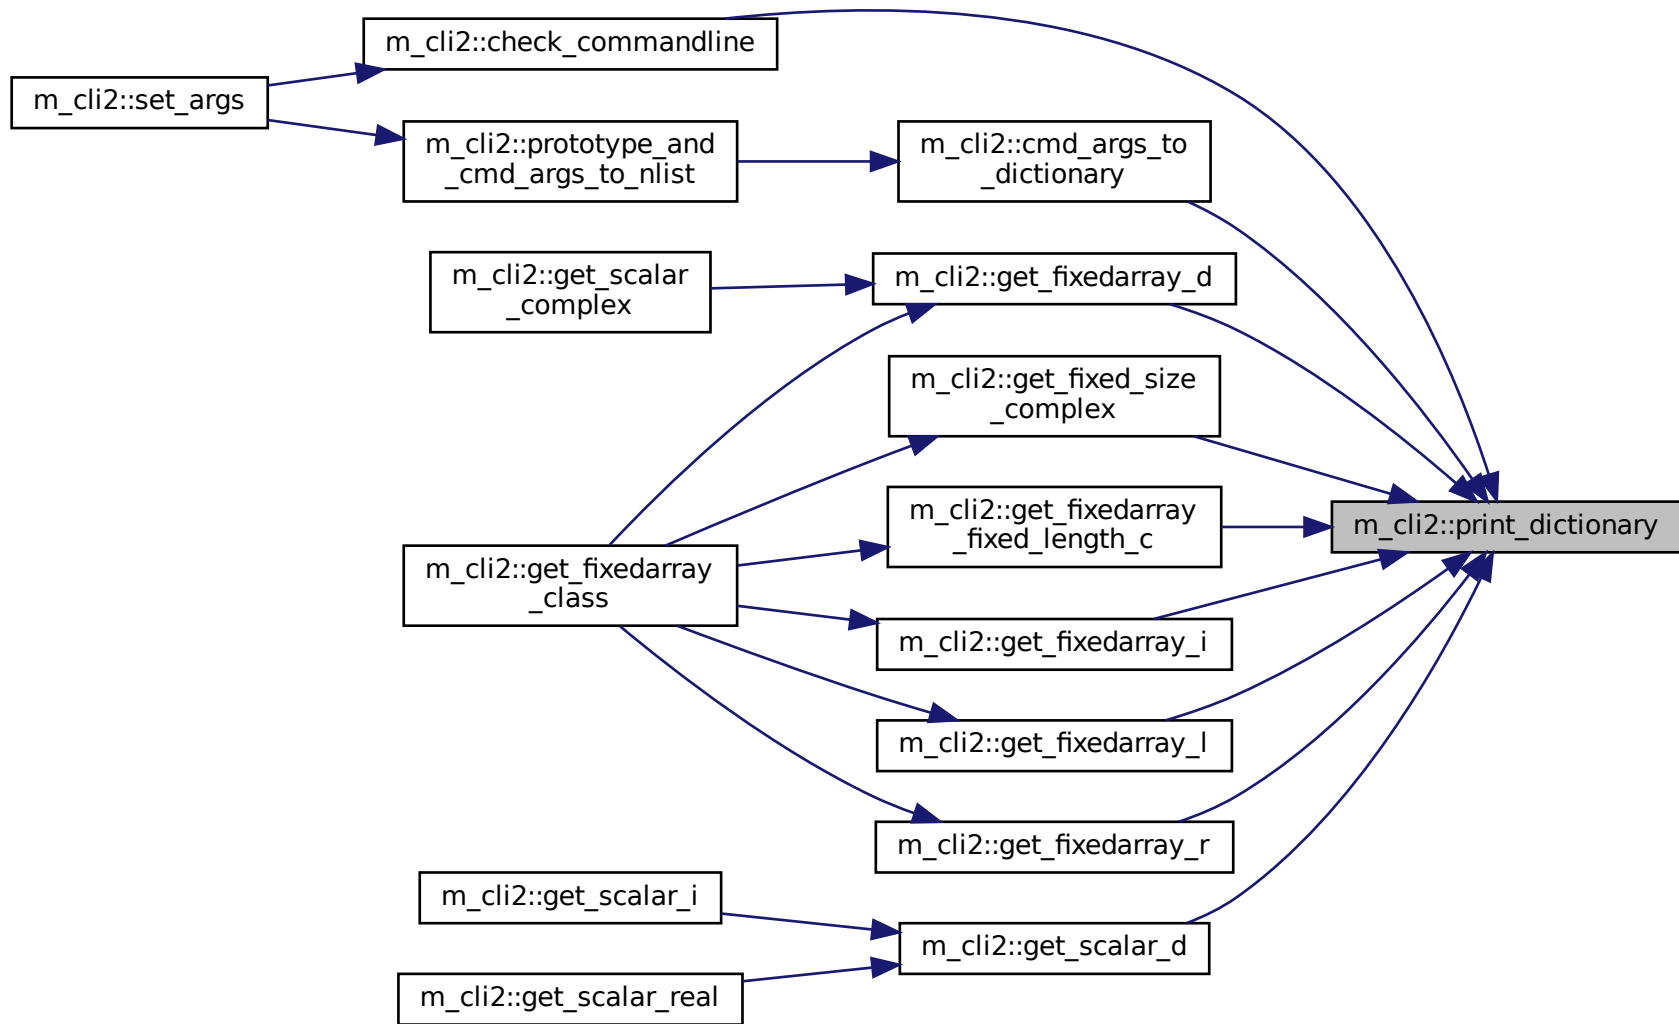 m_cli2::check_commandline
m_cli2::set_args
m_cli2::prototype_and
_cmd_args_to_nlist
m_cli2::cmd_args_to
_dictionary
m_cli2::get_scalar
_complex
m_cli2::get_fixedarray_d
m_cli2::get_fixed_size
_complex
m_cli2::get_fixedarray
_fixed_length_c
m_cli2::print_dictionary
m_cli2::get_fixedarray
_class
m_cli2::get_fixedarray_i
m_cli2::get_fixedarray_l
m_cli2::get_fixedarray_r
m_cli2::get_scalar_i
m_cli2::get_scalar_d
m_cli2::get_scalar_real